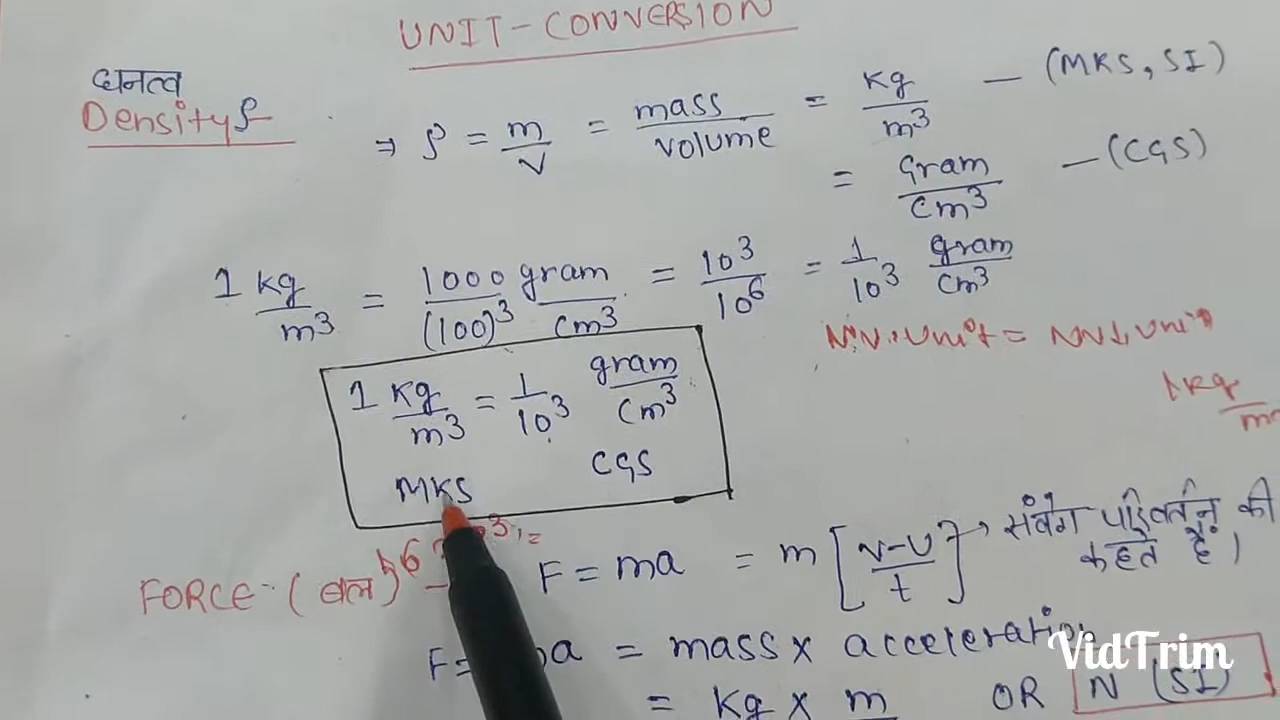 UNIT-CONVERSION
घनत्व
Density ρ
⇒ ρ = m/V = mass/volume = kg/m³ — (MKS, SI)
= Gram/cm³ — (CGS)
1 kg/m³ = 1000/(100)³ gram/cm³ = 10³/10⁶ = 1/10³ gram/cm³
1 kg/m³ = 1/10³ gram/cm³
MKS CGS
1 kg
FORCE - (बल)
F = ma = m [v-u/t] → संवेग परिवर्तन की
कहते हैं।
= mass × acceleration
= kg × m OR N (SI)
VidTrim